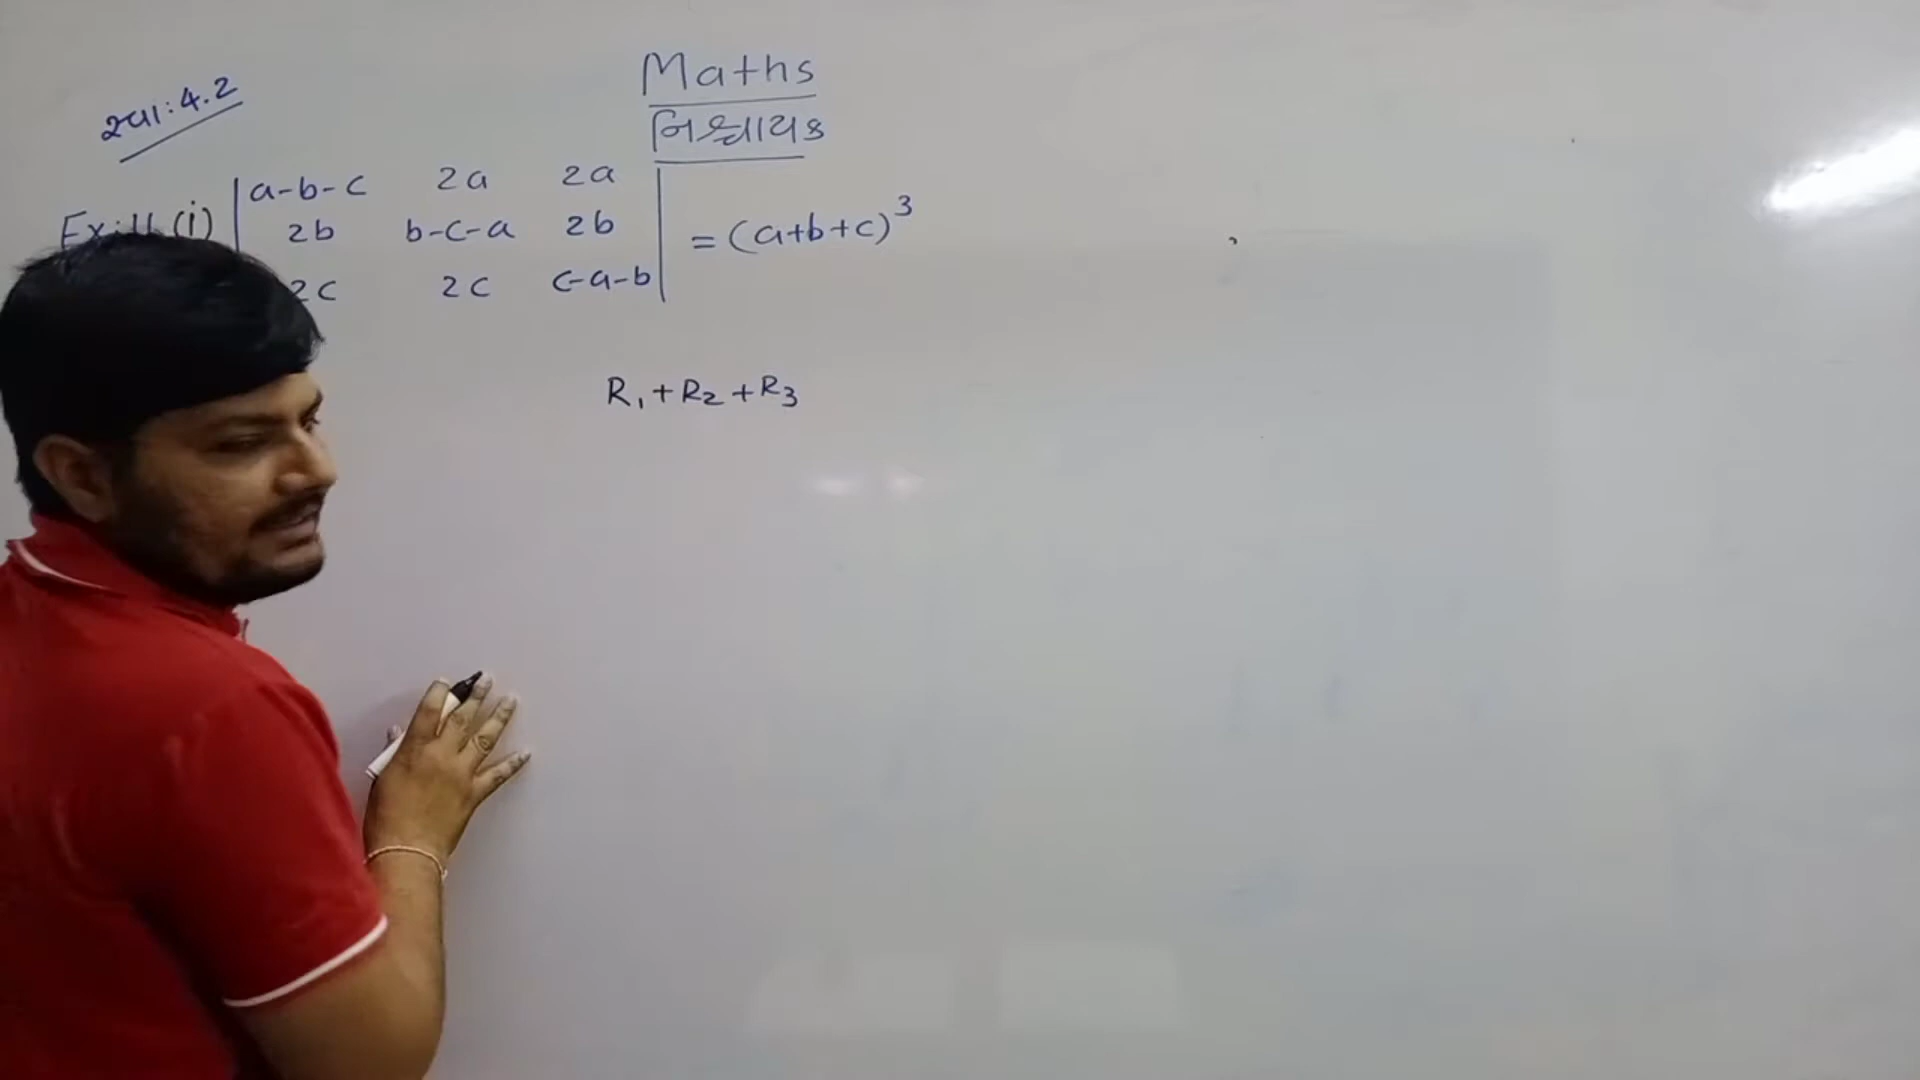 Maths
સ્વા: 4.2
નિશ્ચાયક
| a-b-c 2a 2a |
(i) | 2b b-c-a 2b | = (a+b+c)³
2c 2c c-a-b |
R₁ + R₂ + R₃